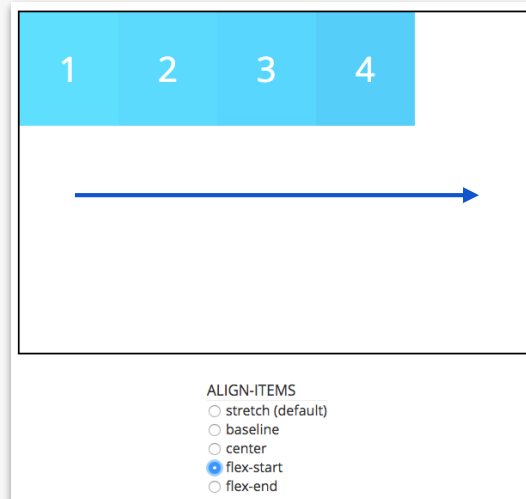 1 2 3 4
ALIGN-ITEMS
stretch (default)
baseline
center
flex-start
flex-end